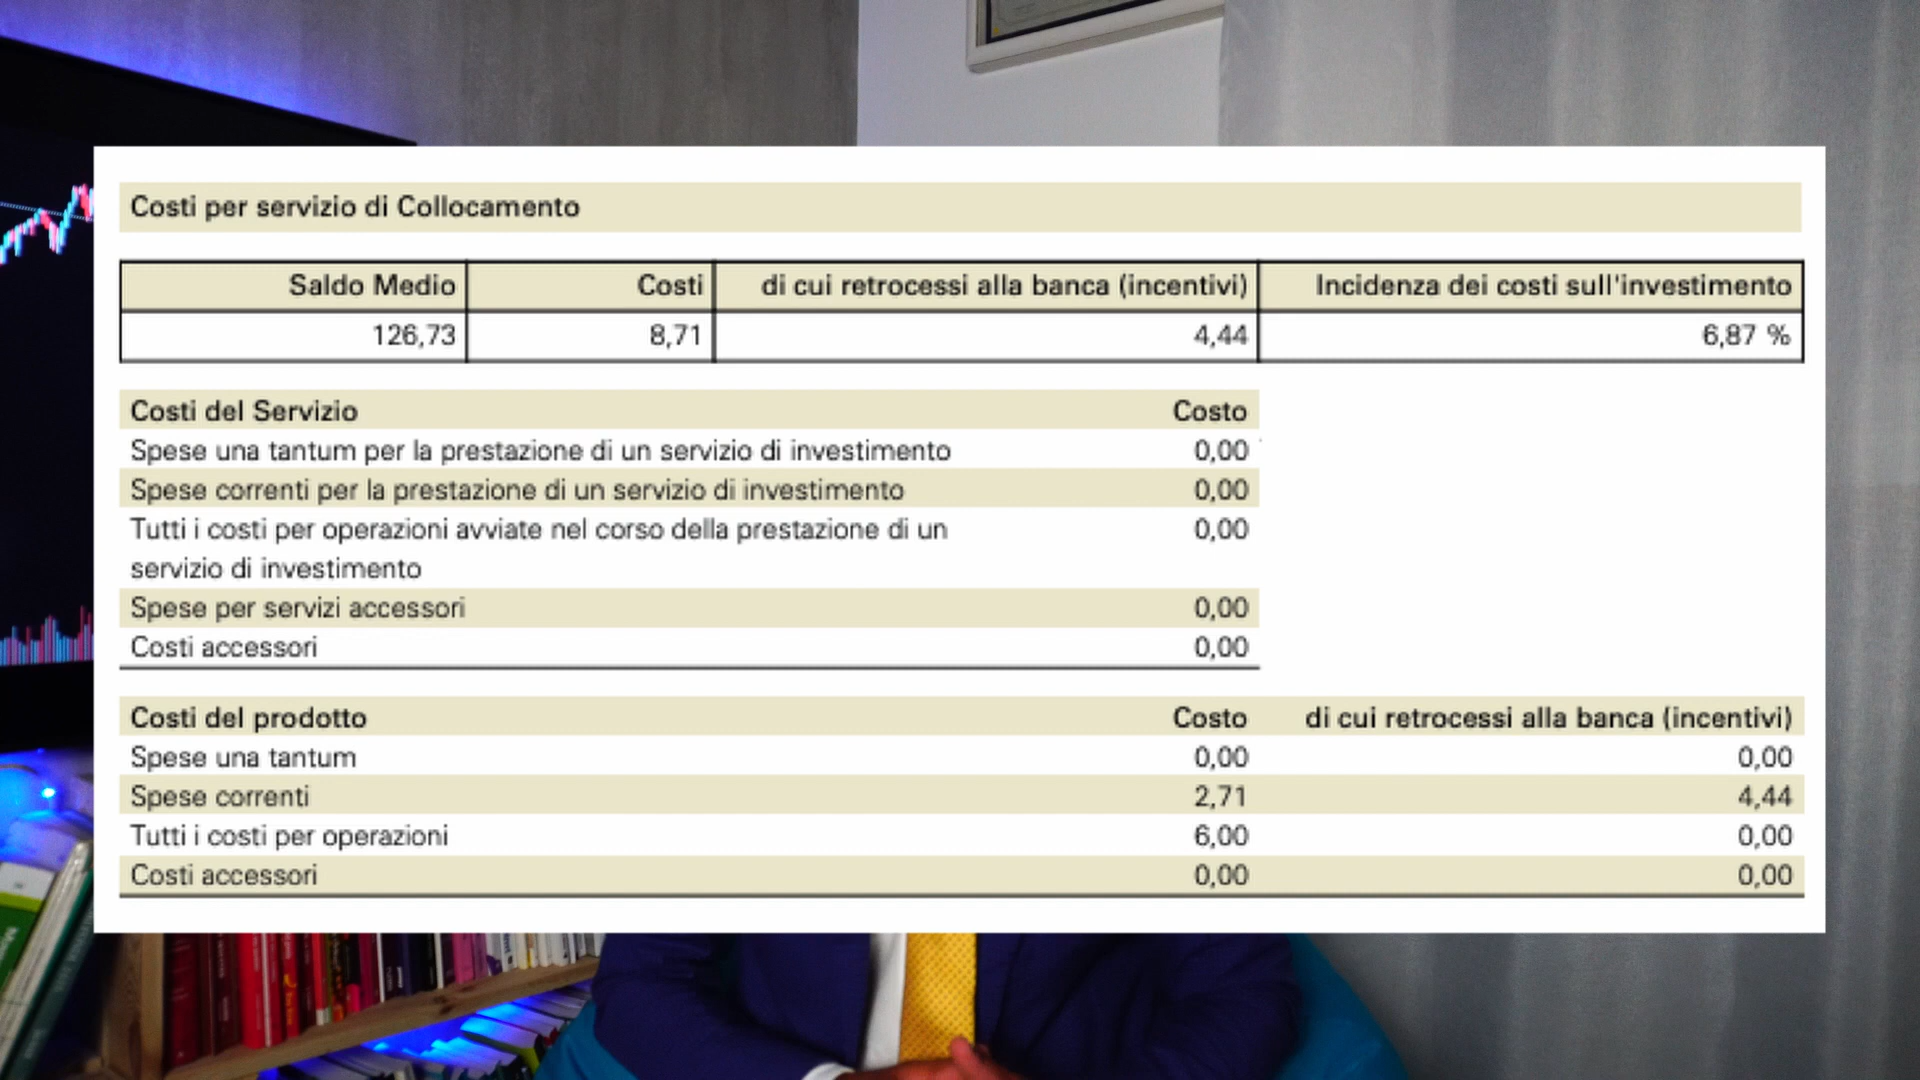 Costi per servizio di Collocamento
Saldo Medio Costi di cui retrocessi alla banca (incentivi) Incidenza dei costi sull'investimento
126,73 8,71 4,44 6,87 %
Costi del Servizio Costo
Spese una tantum per la prestazione di un servizio di investimento 0,00
Spese correnti per la prestazione di un servizio di investimento 0,00
Tutti i costi per operazioni avviate nel corso della prestazione di un 0,00
servizio di investimento
Spese per servizi accessori 0,00
Costi accessori 0,00
Costi del prodotto Costo di cui retrocessi alla banca (incentivi)
Spese una tantum 0,00 0,00
Spese correnti 2,71 4,44
Tutti i costi per operazioni 6,00 0,00
Costi accessori 0,00 0,00